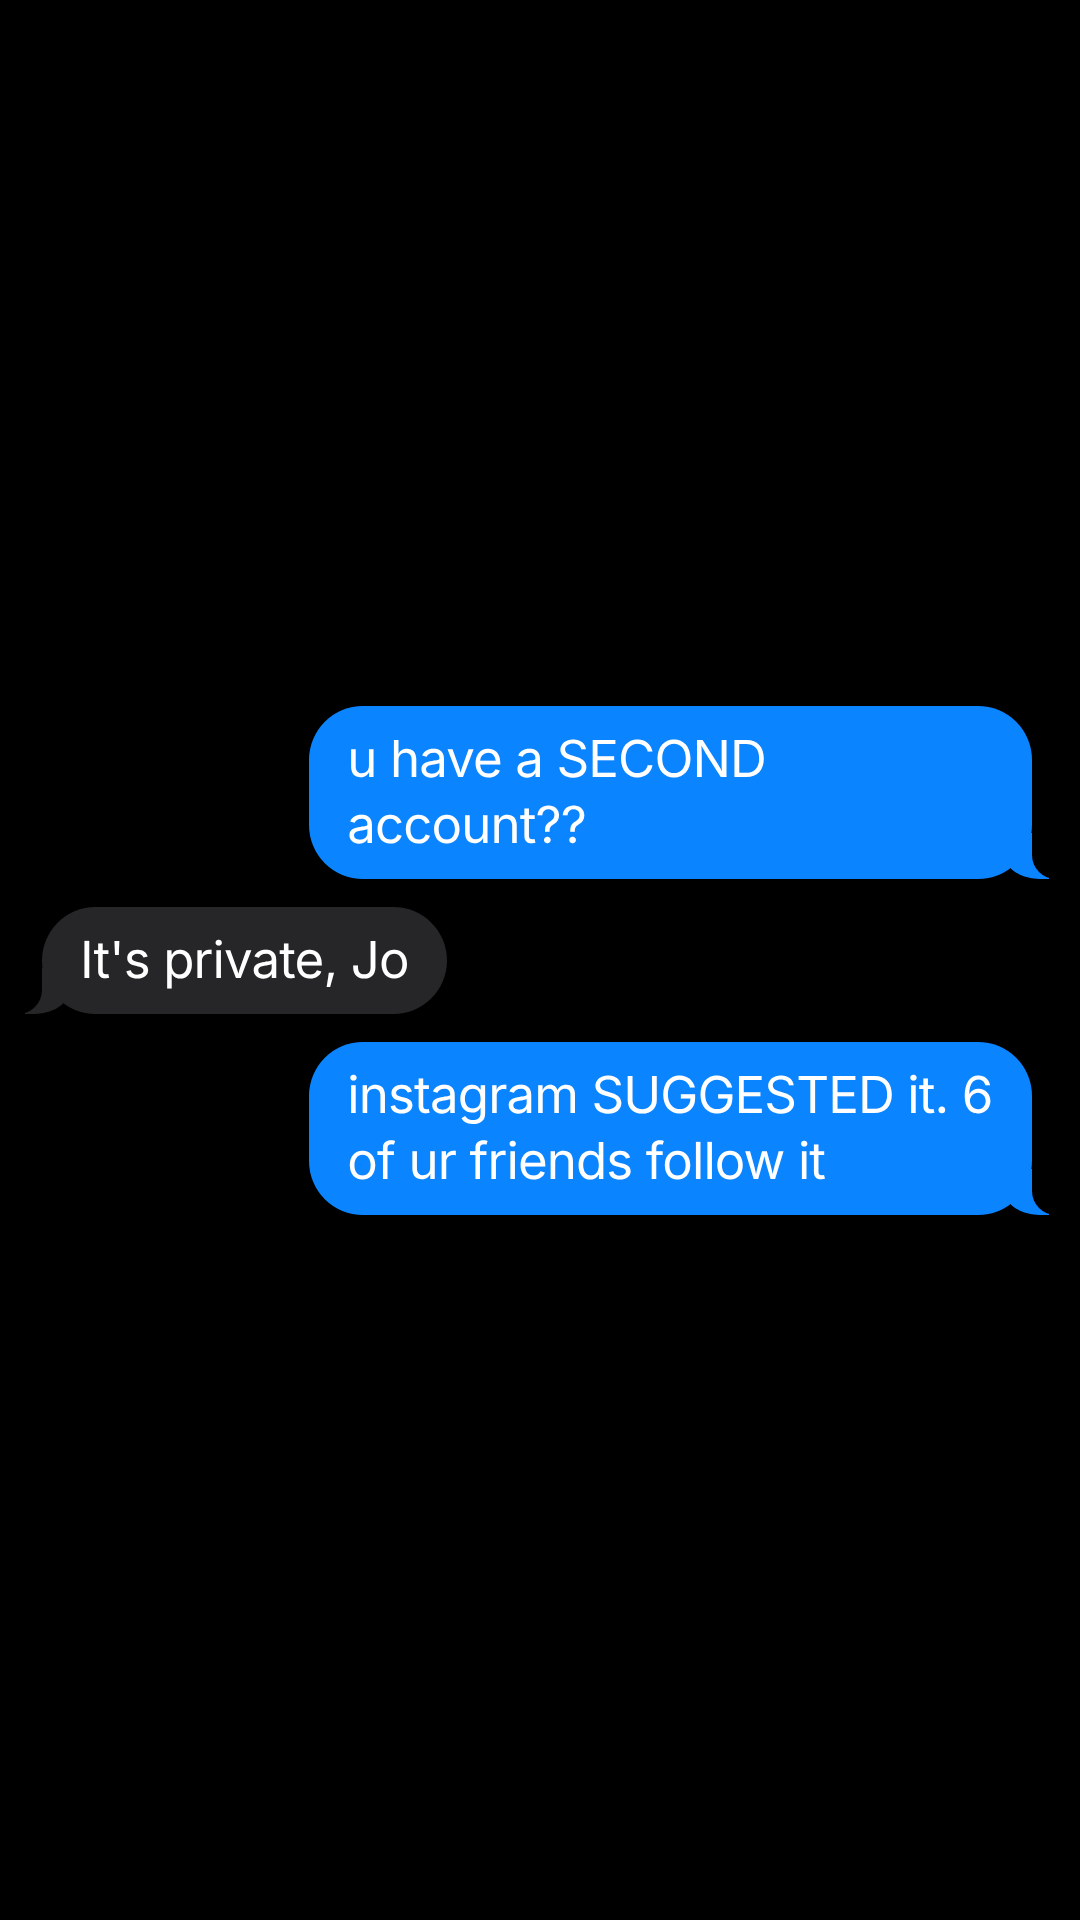 u have a SECOND
account??
It's private, Jo
instagram SUGGESTED it. 6
of ur friends follow it